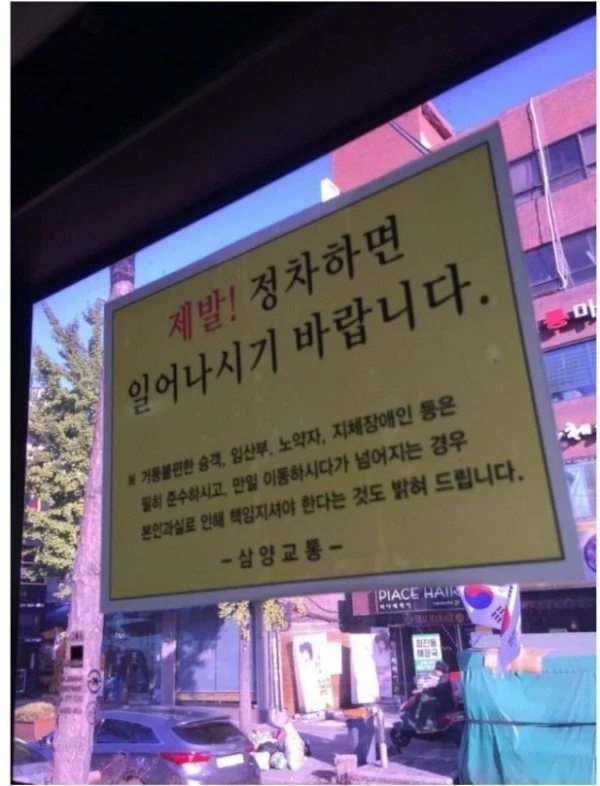 제발! 정차하면
일어나시기 바랍니다.
※ 거동불편한 승객, 임산부, 노약자, 지체장애인 등은
필히 준수하시고, 만일 이동하시다가 넘어지는 경우
본인과실로 인해 책임지셔야 한다는 것도 밝혀 드립니다.
-삼양교통-
PIACE HAIR